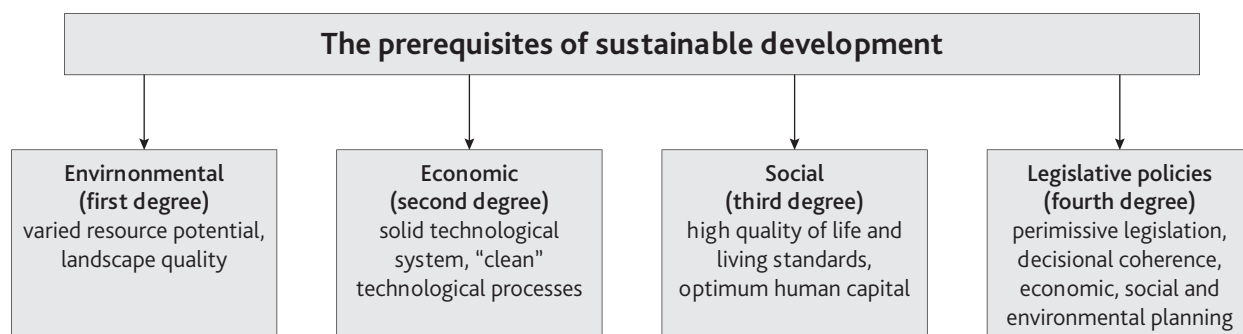 The prerequisites of sustainable development
Envirnonmental
(first degree)
varied resource potential,
landscape quality
Economic
(second degree)
solid technological
system, “clean”
technological processes
Social
(third degree)
high quality of life and
living standards,
optimum human capital
Legislative policies
(fourth degree)
perimissive legislation,
decisional coherence,
economic, social and
environmental planning